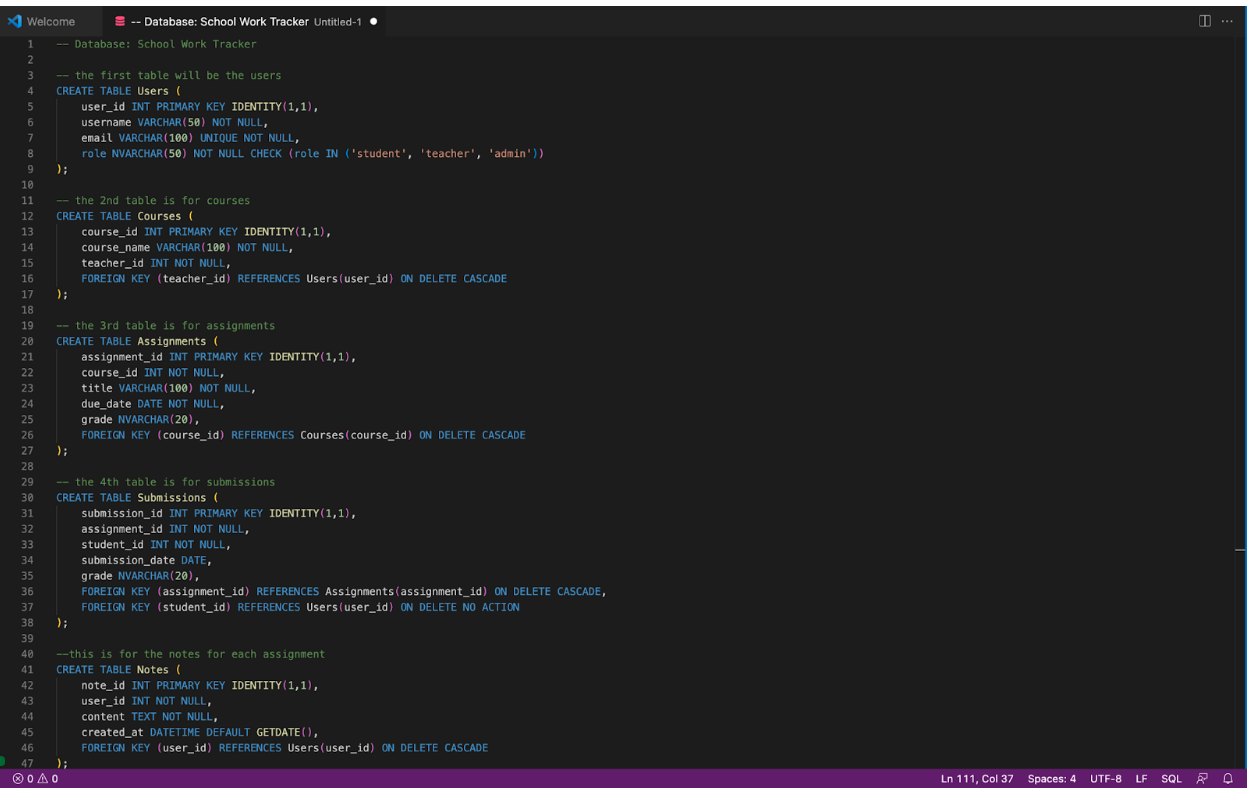 Welcome
-- Database: School Work Tracker Untitled-1
1 -- Database: School Work Tracker
2
3 -- the first table will be the users
4 CREATE TABLE Users (
5 user_id INT PRIMARY KEY IDENTITY(1,1),
6 username VARCHAR(50) NOT NULL,
7 email VARCHAR(100) UNIQUE NOT NULL,
8 role NVARCHAR(50) NOT NULL CHECK (role IN ('student', 'teacher', 'admin'))
9 );
10
11 -- the 2nd table is for courses
12 CREATE TABLE Courses (
13 course_id INT PRIMARY KEY IDENTITY(1,1),
14 course_name VARCHAR(100) NOT NULL,
15 teacher_id INT NOT NULL,
16 FOREIGN KEY (teacher_id) REFERENCES Users(user_id) ON DELETE CASCADE
17 );
18
19 -- the 3rd table is for assignments
20 CREATE TABLE Assignments (
21 assignment_id INT PRIMARY KEY IDENTITY(1,1),
22 course_id INT NOT NULL,
23 title VARCHAR(100) NOT NULL,
24 due_date DATE NOT NULL,
25 grade NVARCHAR(20),
26 FOREIGN KEY (course_id) REFERENCES Courses(course_id) ON DELETE CASCADE
27 );
28
29 -- the 4th table is for submissions
30 CREATE TABLE Submissions (
31 submission_id INT PRIMARY KEY IDENTITY(1,1),
32 assignment_id INT NOT NULL,
33 student_id INT NOT NULL,
34 submission_date DATE,
35 grade NVARCHAR(20),
36 FOREIGN KEY (assignment_id) REFERENCES Assignments(assignment_id) ON DELETE CASCADE,
37 FOREIGN KEY (student_id) REFERENCES Users(user_id) ON DELETE NO ACTION
38 );
39
40 --this is for the notes for each assignment
41 CREATE TABLE Notes (
42 note_id INT PRIMARY KEY IDENTITY(1,1),
43 user_id INT NOT NULL,
44 content TEXT NOT NULL,
45 created_at DATETIME DEFAULT GETDATE(),
46 FOREIGN KEY (user_id) REFERENCES Users(user_id) ON DELETE CASCADE
47 );
0 0 Ln 111, Col 37 Spaces: 4 UTF-8 LF SQL